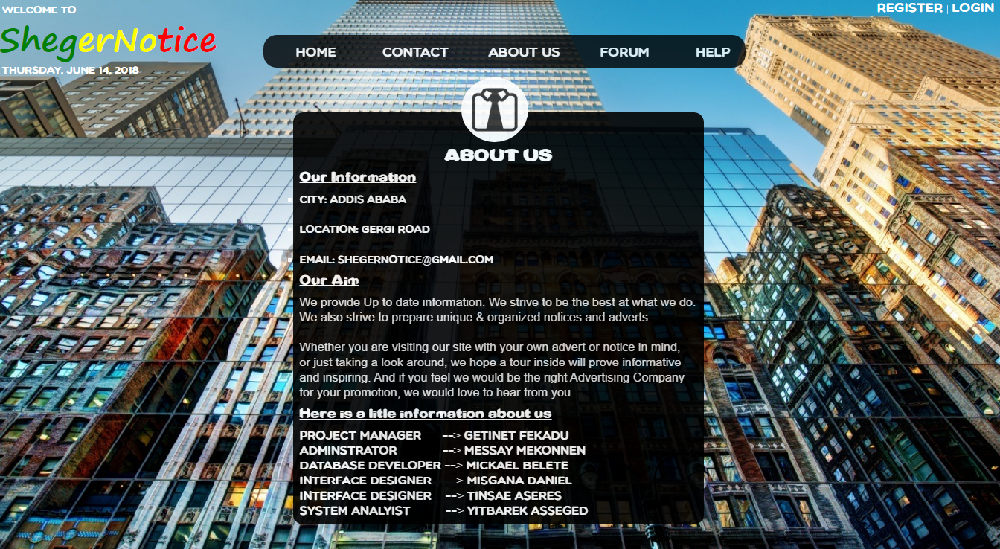 WELCOME TO
REGISTER | LOGIN
ShegerNotice
THURSDAY, JUNE 14, 2018
HOME CONTACT ABOUT US FORUM HELP
ABOUT US
Our Information
CITY: ADDIS ABABA
LOCATION: GERGI ROAD
EMAIL: SHEGERNOTICE@GMAIL.COM
Our Aim
We provide Up to date information. We strive to be the best at what we do.
We also strive to prepare unique & organized notices and adverts.
Whether you are visiting our site with your own advert or notice in mind,
or just taking a look around, we hope a tour inside will prove informative
and inspiring. And if you feel we would be the right Advertising Company
for your promotion, we would love to hear from you.
Here is a litle information about us
PROJECT MANAGER --> GETINET FEKADU
ADMINSTRATOR --> MESSAY MEKONNEN
DATABASE DEVELOPER --> MICKAEL BELETE
INTERFACE DESIGNER --> MISGANA DANIEL
INTERFACE DESIGNER --> TINSAE ASERES
SYSTEM ANALYIST --> YITBAREK ASSEGED